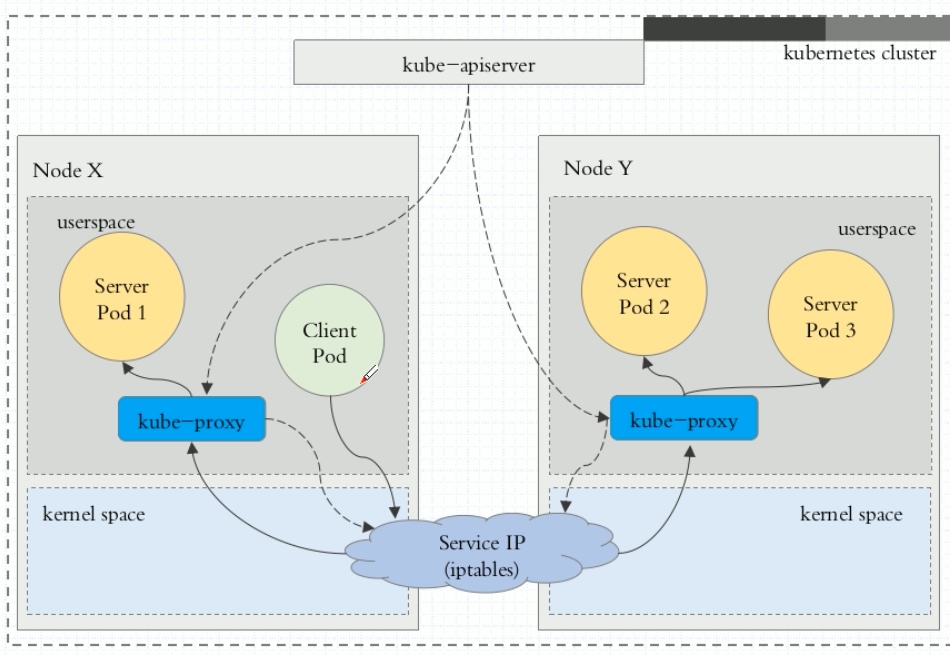 kube-apiserver
kubernetes cluster
Node X
userspace
Server
Pod 1
Client
Pod
kube-proxy
kernel space
Node Y
userspace
Server
Pod 2
Server
Pod 3
kube-proxy
kernel space
Service IP
(iptables)